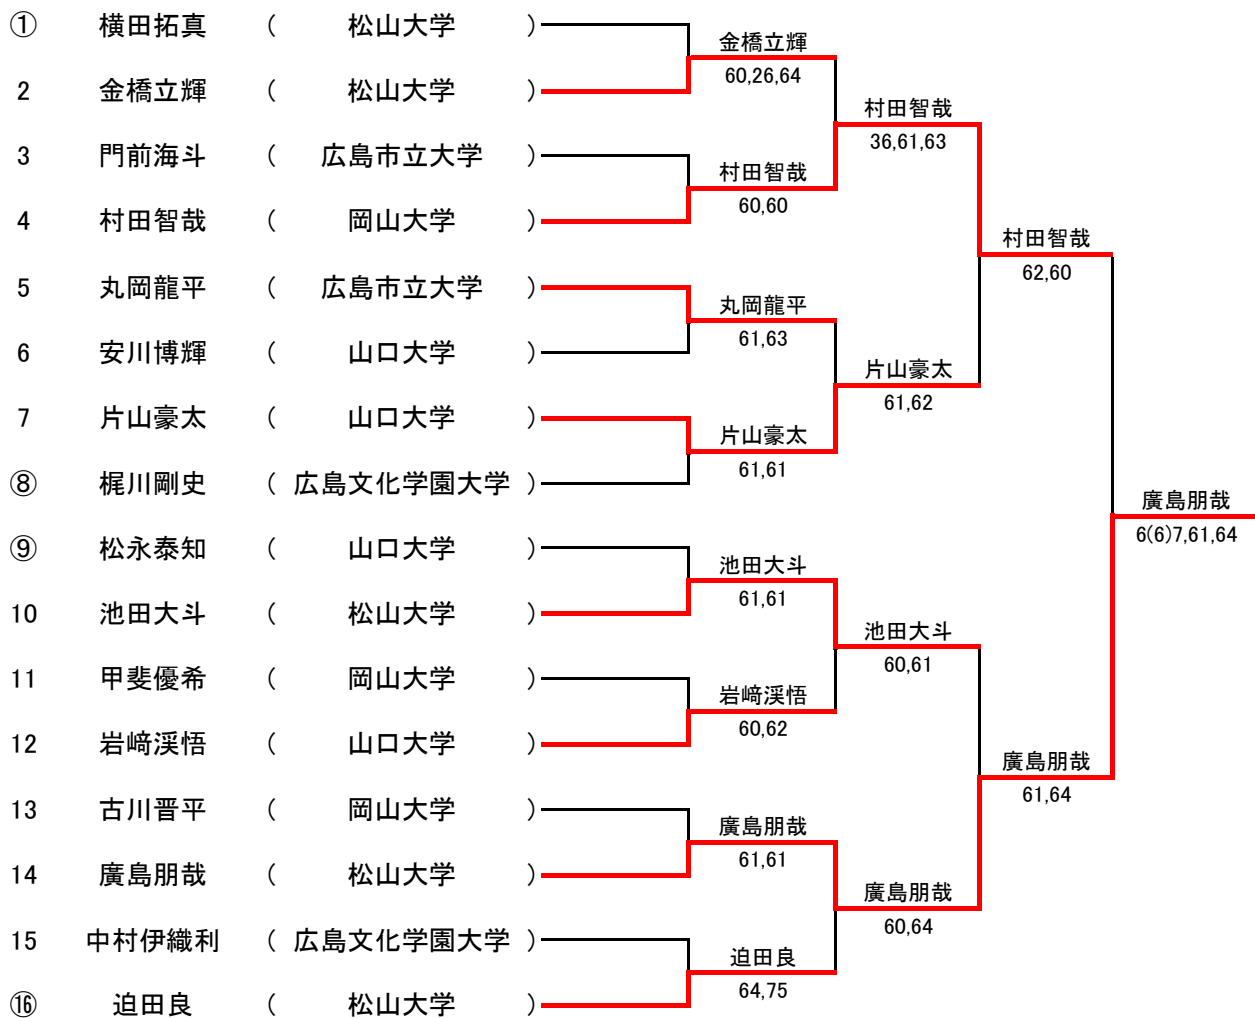 ① 横田拓真 ( 松山大学 )
金橋立輝
60,26,64
2 金橋立輝 ( 松山大学 )
村田智哉
36,61,63
3 門前海斗 ( 広島市立大学 )
村田智哉
60,60
4 村田智哉 ( 岡山大学 )
村田智哉
62,60
5 丸岡龍平 ( 広島市立大学 )
丸岡龍平
61,63
6 安川博輝 ( 山口大学 )
片山豪太
61,62
7 片山豪太 ( 山口大学 )
片山豪太
61,61
⑧ 梶川剛史 ( 広島文化学園大学 )
廣島朋哉
6(6)7,61,64
⑨ 松永泰知 ( 山口大学 )
池田大斗
61,61
10 池田大斗 ( 松山大学 )
池田大斗
60,61
11 甲斐優希 ( 岡山大学 )
岩﨑渓悟
60,62
12 岩﨑渓悟 ( 山口大学 )
廣島朋哉
61,64
13 古川晋平 ( 岡山大学 )
廣島朋哉
61,61
14 廣島朋哉 ( 松山大学 )
廣島朋哉
60,64
15 中村伊織利 ( 広島文化学園大学 )
迫田良
64,75
⑯ 迫田良 ( 松山大学 )